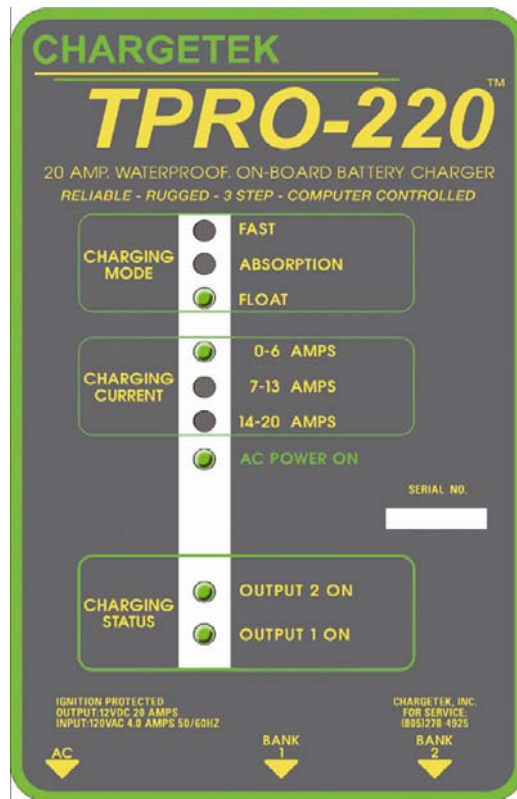 CHARGETEK
TPRO-220™
20 AMP. WATERPROOF. ON-BOARD BATTERY CHARGER
RELIABLE - RUGGED - 3 STEP - COMPUTER CONTROLLED
CHARGING
MODE
FAST
ABSORPTION
FLOAT
CHARGING
CURRENT
0-6 AMPS
7-13 AMPS
14-20 AMPS
AC POWER ON
SERIAL NO.
CHARGING
STATUS
OUTPUT 2 ON
OUTPUT 1 ON
IGNITION PROTECTED
OUTPUT:12VDC 20 AMPS
INPUT:120VAC 4.0 AMPS 50/60HZ
CHARGETEK, INC.
FOR SERVICE:
(805)278-4925
AC
BANK
1
BANK
2